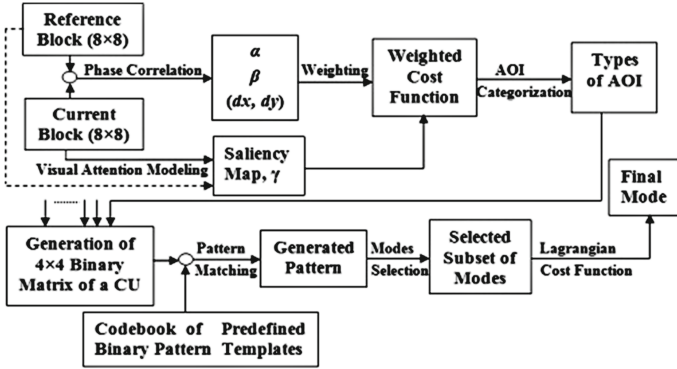 Reference
Block (8×8)
Phase Correlation
Current
Block (8×8)
α
β
(dx, dy)
Weighting
Weighted
Cost
Function
AOI
Categorization
Types
of AOI
Visual Attention Modeling
Saliency
Map, γ
Final
Mode
Generation of
4×4 Binary
Matrix of a CU
Pattern
Matching
Generated
Pattern
Modes
Selection
Selected
Subset of
Modes
Lagrangian
Cost Function
Codebook of Predefined
Binary Pattern Templates